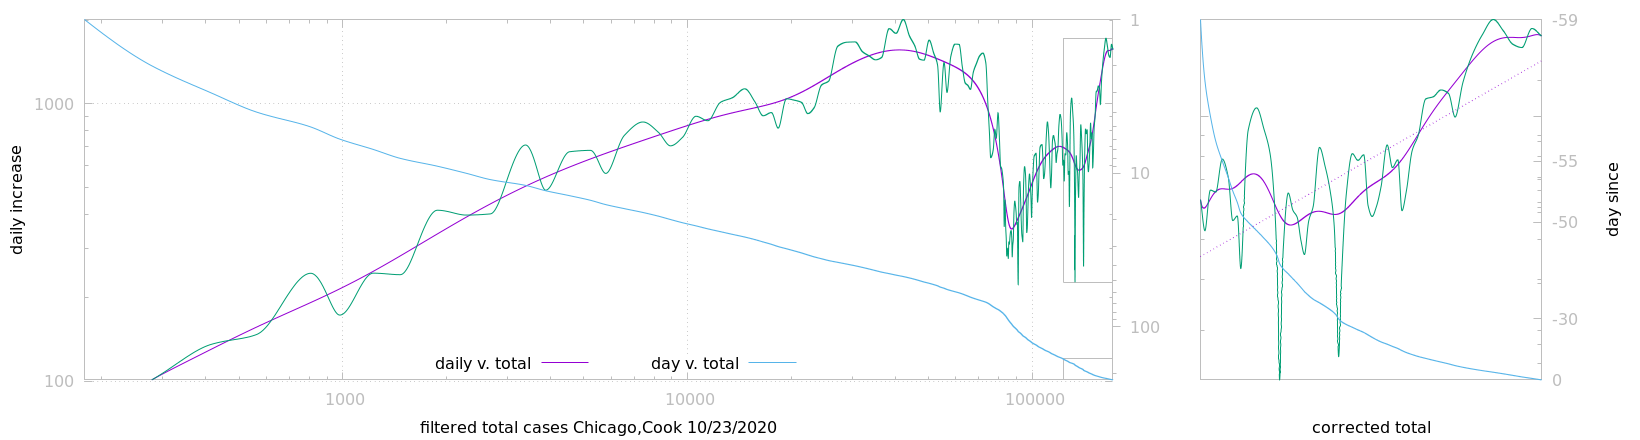 1
-59
1000
daily increase
10
-55
-50
day since
100
-30
daily v. total
day v. total
100
0
1000
10000
100000
filtered total cases Chicago,Cook 10/23/2020
corrected total